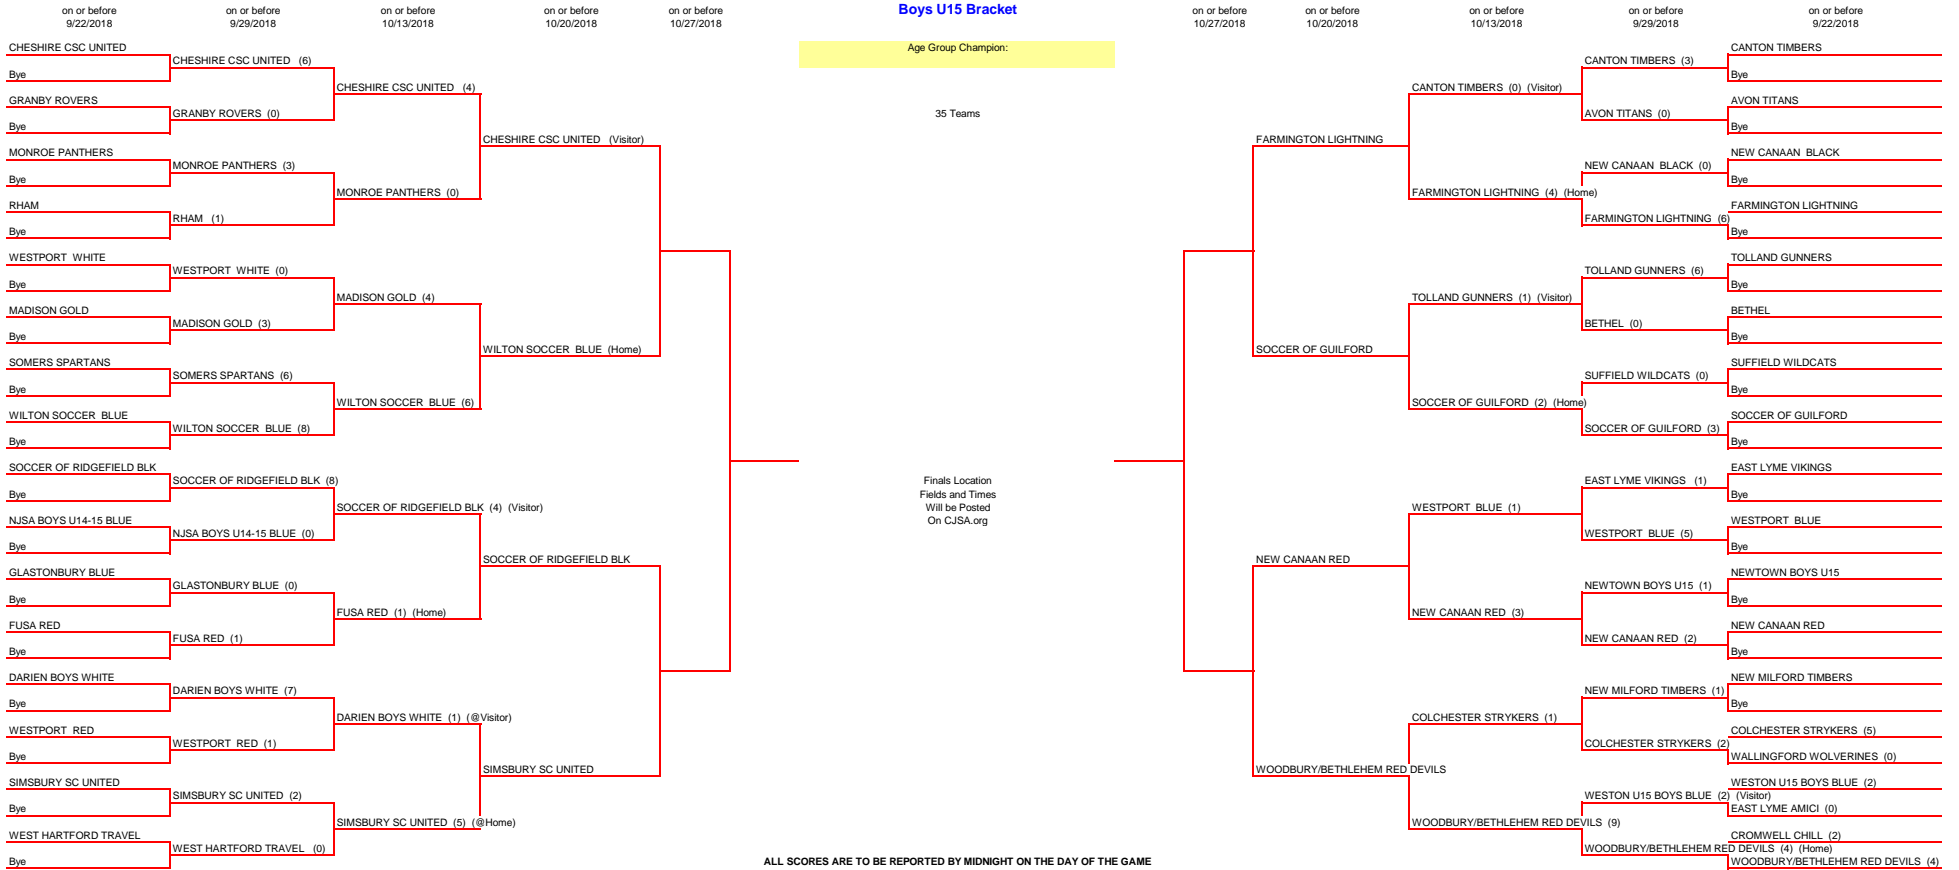 Boys U15 Bracket
on or before
9/22/2018
on or before
9/29/2018
on or before
10/13/2018
on or before
10/20/2018
on or before
10/27/2018
on or before
10/27/2018
on or before
10/20/2018
on or before
10/13/2018
on or before
9/29/2018
on or before
9/22/2018
CHESHIRE CSC UNITED
Bye
GRANBY ROVERS
Bye
MONROE PANTHERS
Bye
RHAM
Bye
WESTPORT WHITE
Bye
MADISON GOLD
Bye
SOMERS SPARTANS
Bye
WILTON SOCCER BLUE
Bye
SOCCER OF RIDGEFIELD BLK
Bye
NJSA BOYS U14-15 BLUE
Bye
GLASTONBURY BLUE
Bye
FUSA RED
Bye
DARIEN BOYS WHITE
Bye
WESTPORT RED
Bye
SIMSBURY SC UNITED
Bye
WEST HARTFORD TRAVEL
Bye
CHESHIRE CSC UNITED (6)
GRANBY ROVERS (0)
MONROE PANTHERS (3)
RHAM (1)
WESTPORT WHITE (0)
MADISON GOLD (3)
SOMERS SPARTANS (6)
WILTON SOCCER BLUE (8)
SOCCER OF RIDGEFIELD BLK (8)
NJSA BOYS U14-15 BLUE (0)
GLASTONBURY BLUE (0)
FUSA RED (1)
DARIEN BOYS WHITE (7)
WESTPORT RED (1)
SIMSBURY SC UNITED (2)
WEST HARTFORD TRAVEL (0)
CHESHIRE CSC UNITED (4)
MONROE PANTHERS (0)
MADISON GOLD (4)
WILTON SOCCER BLUE (6)
SOCCER OF RIDGEFIELD BLK (4) (Visitor)
FUSA RED (1) (Home)
DARIEN BOYS WHITE (1) (@Visitor)
SIMSBURY SC UNITED (5) (@Home)
CHESHIRE CSC UNITED (Visitor)
WILTON SOCCER BLUE (Home)
SOCCER OF RIDGEFIELD BLK
SIMSBURY SC UNITED
Age Group Champion:
35 Teams
Finals Location
Fields and Times
Will be Posted
On CJSA.org
ALL SCORES ARE TO BE REPORTED BY MIDNIGHT ON THE DAY OF THE GAME
FARMINGTON LIGHTNING
SOCCER OF GUILFORD
NEW CANAAN RED
WOODBURY/BETHLEHEM RED DEVILS
CANTON TIMBERS (0) (Visitor)
FARMINGTON LIGHTNING (4) (Home)
TOLLAND GUNNERS (1) (Visitor)
SOCCER OF GUILFORD (2) (Home)
WESTPORT BLUE (1)
NEW CANAAN RED (3)
COLCHESTER STRYKERS (1)
WOODBURY/BETHLEHEM RED DEVILS (9)
CANTON TIMBERS (3)
AVON TITANS (0)
NEW CANAAN BLACK (0)
FARMINGTON LIGHTNING (6)
TOLLAND GUNNERS (6)
BETHEL (0)
SUFFIELD WILDCATS (0)
SOCCER OF GUILFORD (3)
EAST LYME VIKINGS (1)
WESTPORT BLUE (5)
NEWTOWN BOYS U15 (1)
NEW CANAAN RED (2)
NEW MILFORD TIMBERS (1)
COLCHESTER STRYKERS (2)
WESTON U15 BOYS BLUE (2) (Visitor)
WOODBURY/BETHLEHEM RED DEVILS (4) (Home)
CANTON TIMBERS
Bye
AVON TITANS
Bye
NEW CANAAN BLACK
Bye
FARMINGTON LIGHTNING
Bye
TOLLAND GUNNERS
Bye
BETHEL
Bye
SUFFIELD WILDCATS
Bye
SOCCER OF GUILFORD
Bye
EAST LYME VIKINGS
Bye
WESTPORT BLUE
Bye
NEWTOWN BOYS U15
Bye
NEW CANAAN RED
Bye
NEW MILFORD TIMBERS
Bye
COLCHESTER STRYKERS (5)
WALLINGFORD WOLVERINES (0)
WESTON U15 BOYS BLUE (2)
EAST LYME AMICI (0)
CROMWELL CHILL (2)
WOODBURY/BETHLEHEM RED DEVILS (4)